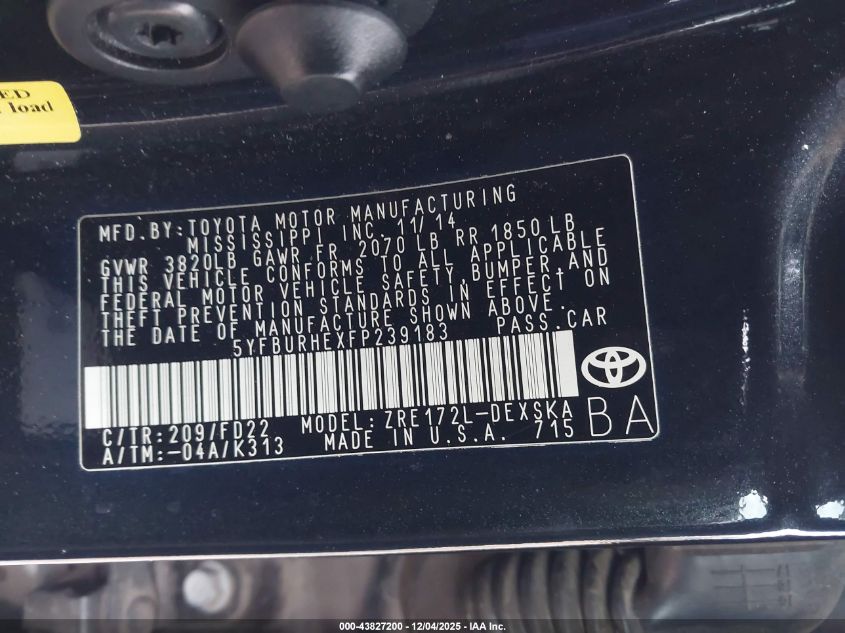 ED
load
MFD.BY:TOYOTA MOTOR MANUFACTURING
MISSISSIPPI INC. 11/14
GVWR 3820LB GAWR FR 2070 LB RR 1850 LB
THIS VEHICLE CONFORMS TO ALL APPLICABLE
FEDERAL MOTOR VEHICLE SAFETY, BUMPER AND
THEFT PREVENTION STANDARDS IN EFFECT ON
THE DATE OF MANUFACTURE SHOWN ABOVE.
5YFBURHEXFP239183 PASS.CAR
C/TR:209/FD22 MODEL:ZRE172L-DEXSKA
A/TM:-04A/K313 MADE IN U.S.A. 715
BA
000-43827200 - 12/04/2025 - IAA Inc.